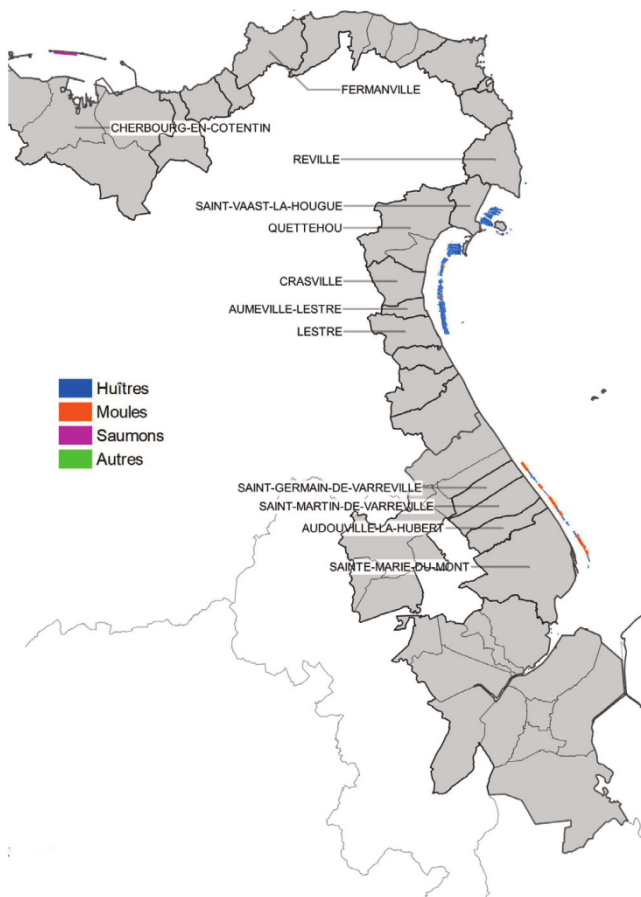 FERMANVILLE
CHERBOURG-EN-COTENTIN
REVILLE
SAINT-VAAST-LA-HOUGUE
QUETTEHOU
CRASVILLE
AUMEVILLE-LESTRE
LESTRE
Huîtres
Moules
Saumons
Autres
SAINT-GERMAIN-DE-VARREVILLE
SAINT-MARTIN-DE-VARREVILLE
AUDOUVILLE-LA-HUBERT
SAINTE-MARIE-DU-MONT